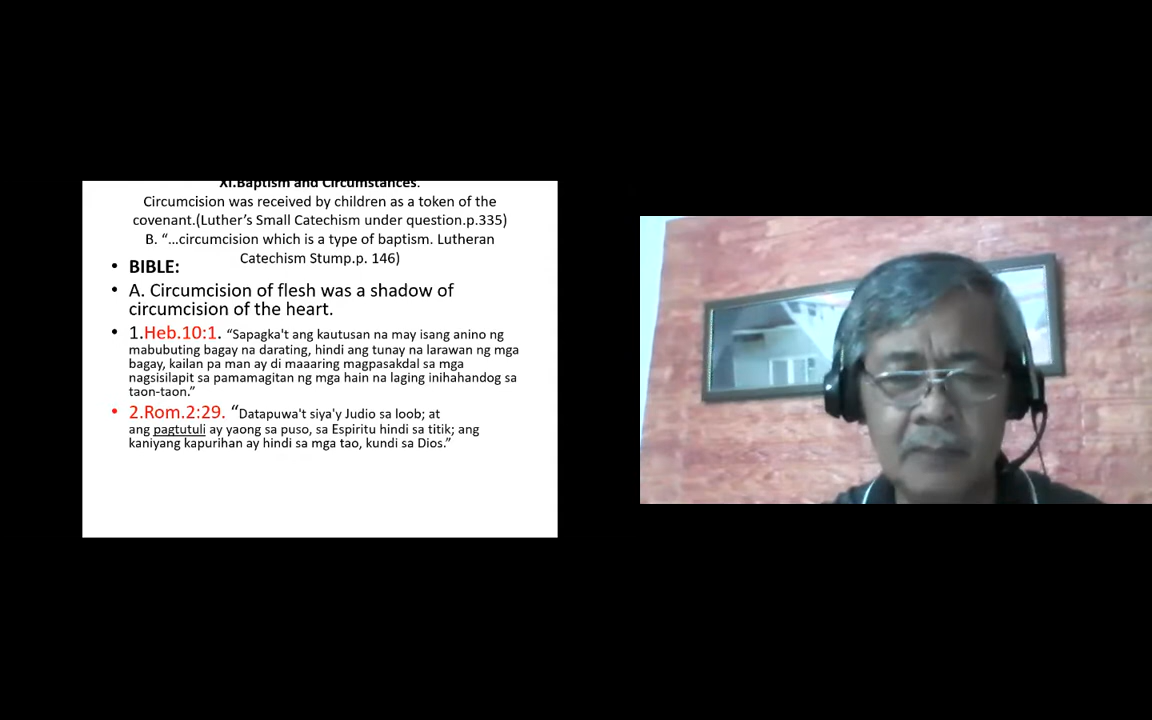 XI.Baptism and Circumstances.
Circumcision was received by children as a token of the
covenant.(Luther’s Small Catechism under question.p.335)
B. “…circumcision which is a type of baptism. Lutheran
Catechism Stump.p. 146)
• BIBLE:
• A. Circumcision of flesh was a shadow of
circumcision of the heart.
• 1.Heb.10:1. “Sapagka't ang kautusan na may isang anino ng
mabubuting bagay na darating, hindi ang tunay na larawan ng mga
bagay, kailan pa man ay di maaaring magpasakdal sa mga
nagsisilapit sa pamamagitan ng mga hain na laging inihahandog sa
taon-taon.”
• 2.Rom.2:29. “Datapuwa't siya'y Judio sa loob; at
ang pagtutuli ay yaong sa puso, sa Espiritu hindi sa titik; ang
kaniyang kapurihan ay hindi sa mga tao, kundi sa Dios.”